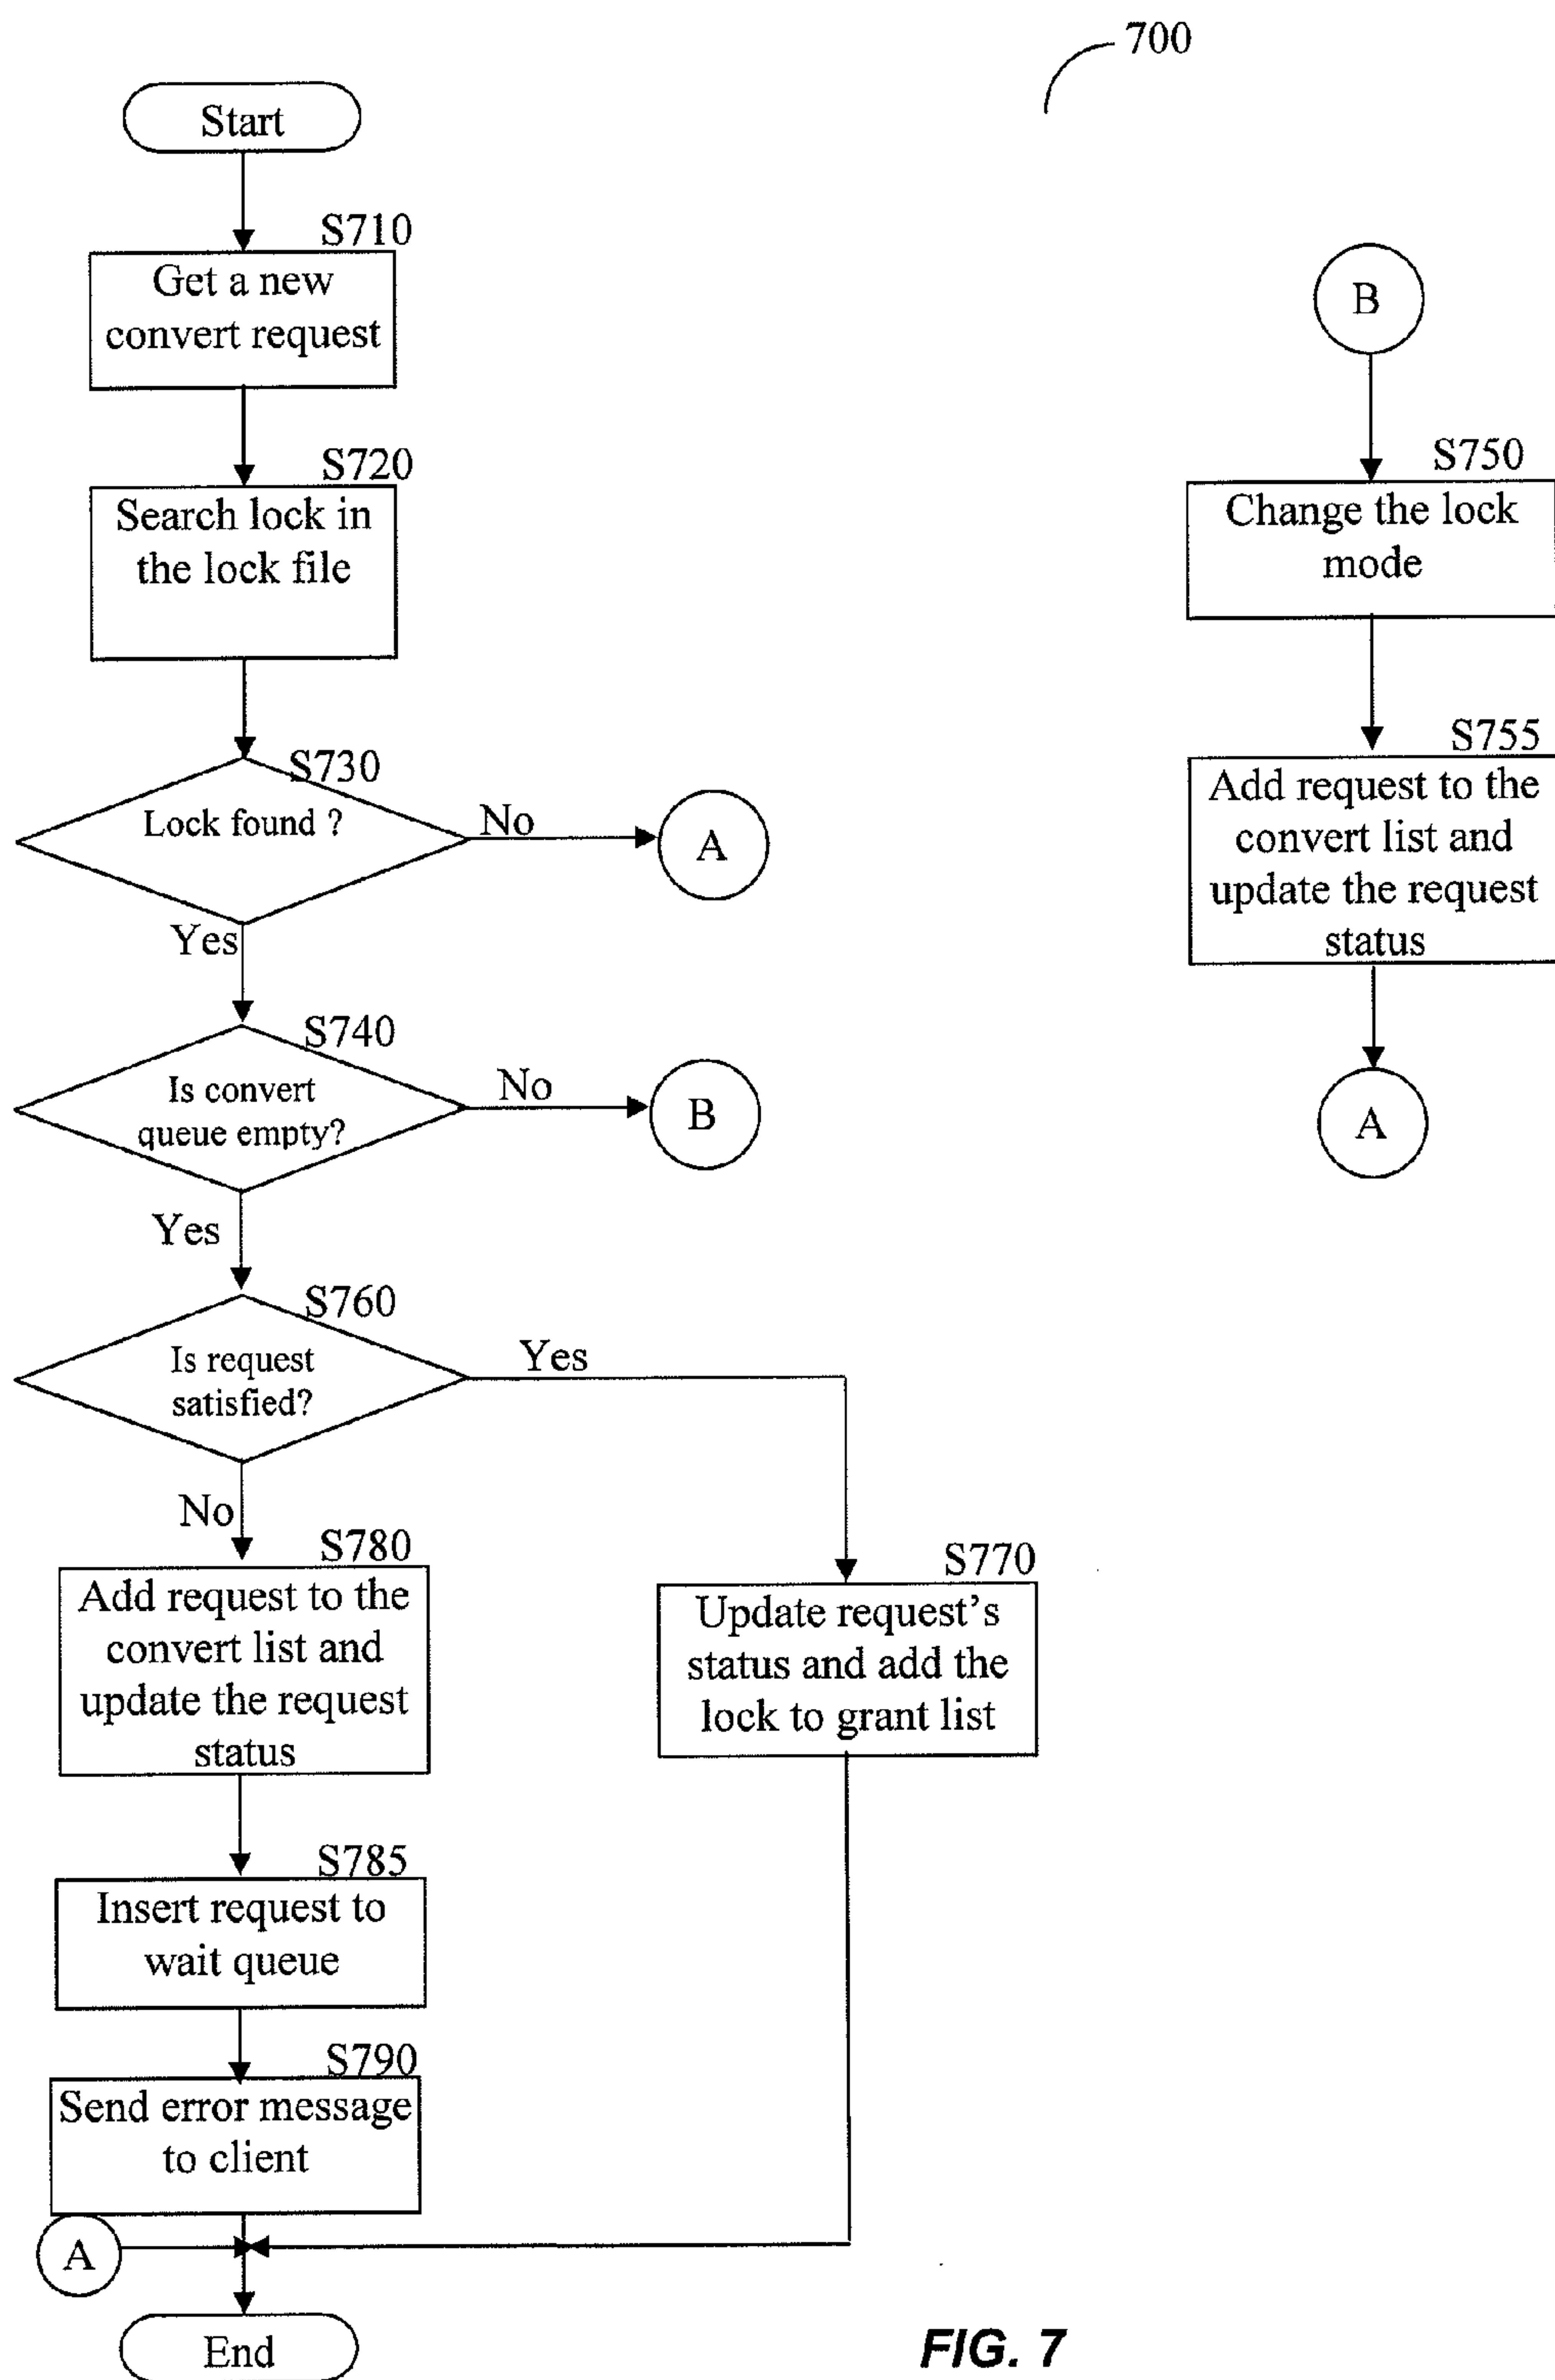 700
Start
S710
Get a new
convert request
S720
Search lock in
the lock file
S730
Lock found ?
No
A
Yes
S740
Is convert
queue empty?
No
B
Yes
S760
Is request
satisfied?
Yes
No
S780
Add request to the
convert list and
update the request
status
S770
Update request's
status and add the
lock to grant list
S785
Insert request to
wait queue
S790
Send error message
to client
A
End
B
S750
Change the lock
mode
S755
Add request to the
convert list and
update the request
status
A
FIG. 7